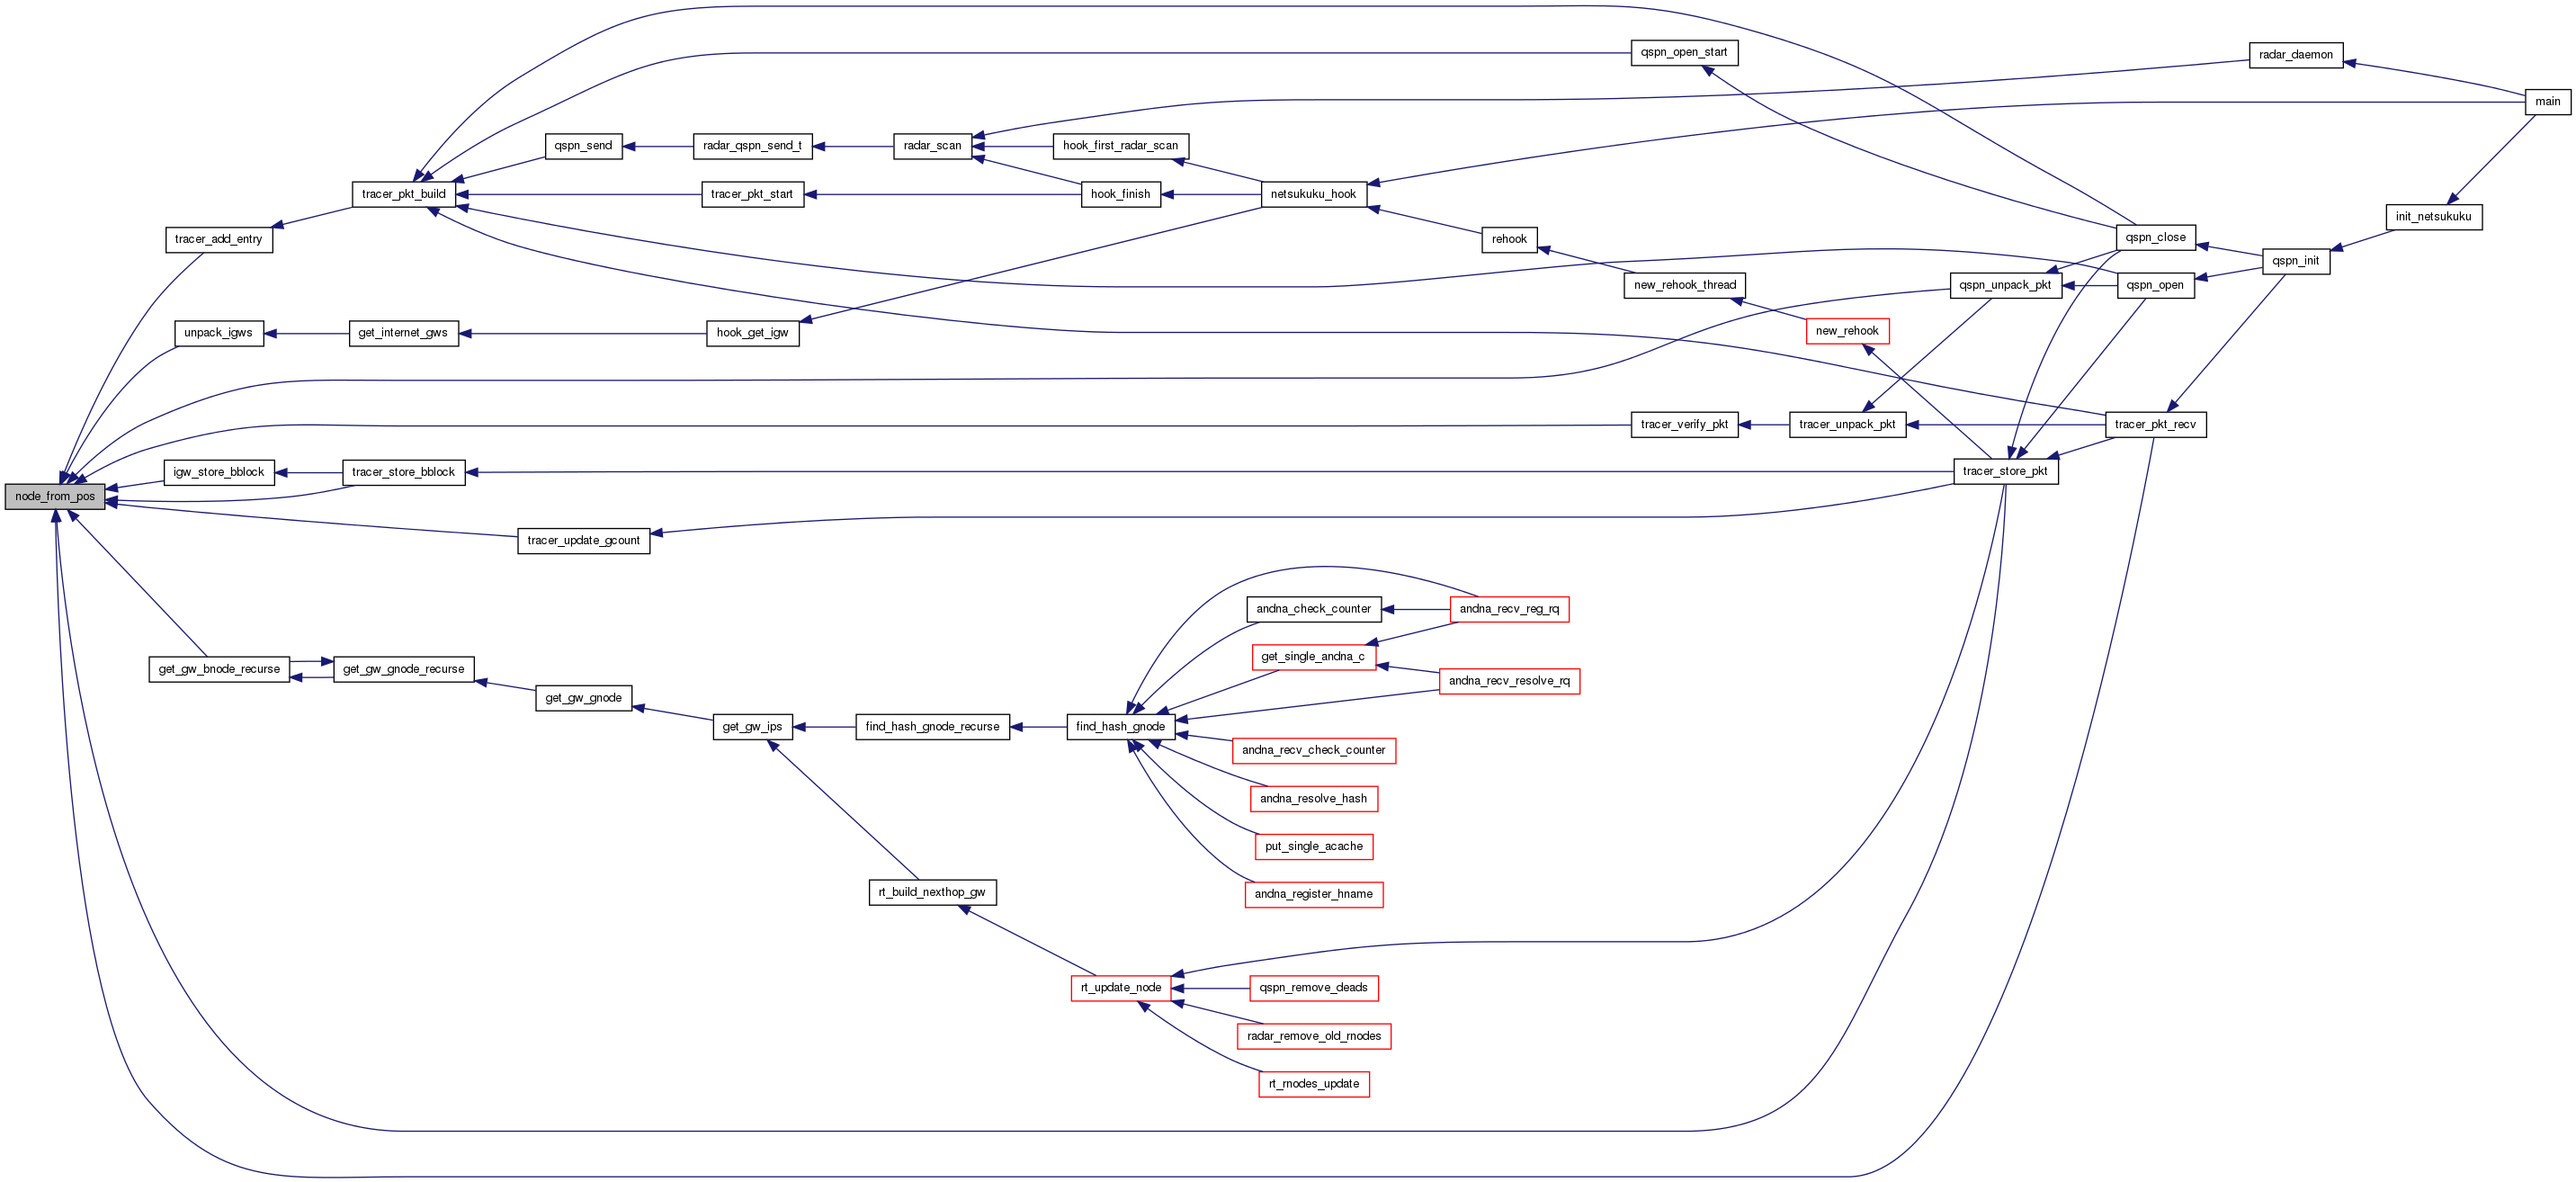 qspn_open_start
radar_daemon
main
qspn_send
radar_qspn_send_t
radar_scan
hook_first_radar_scan
tracer_pkt_build
tracer_pkt_start
hook_finish
netsukuku_hook
init_netsukuku
tracer_add_entry
rehook
qspn_close
qspn_init
new_rehook_thread
qspn_unpack_pkt
qspn_open
unpack_igws
get_internet_gws
hook_get_igw
new_rehook
tracer_verify_pkt
tracer_unpack_pkt
tracer_pkt_recv
igw_store_bblock
tracer_store_bblock
tracer_store_pkt
node_from_pos
tracer_update_gcount
andna_check_counter
andna_recv_reg_rq
get_single_andna_c
get_gw_bnode_recurse
get_gw_gnode_recurse
andna_recv_resolve_rq
get_gw_gnode
get_gw_ips
find_hash_gnode_recurse
find_hash_gnode
andna_recv_check_counter
andna_resolve_hash
put_single_acache
rt_build_nexthop_gw
andna_register_hname
rt_update_node
qspn_remove_deads
radar_remove_old_rnodes
rt_rnodes_update